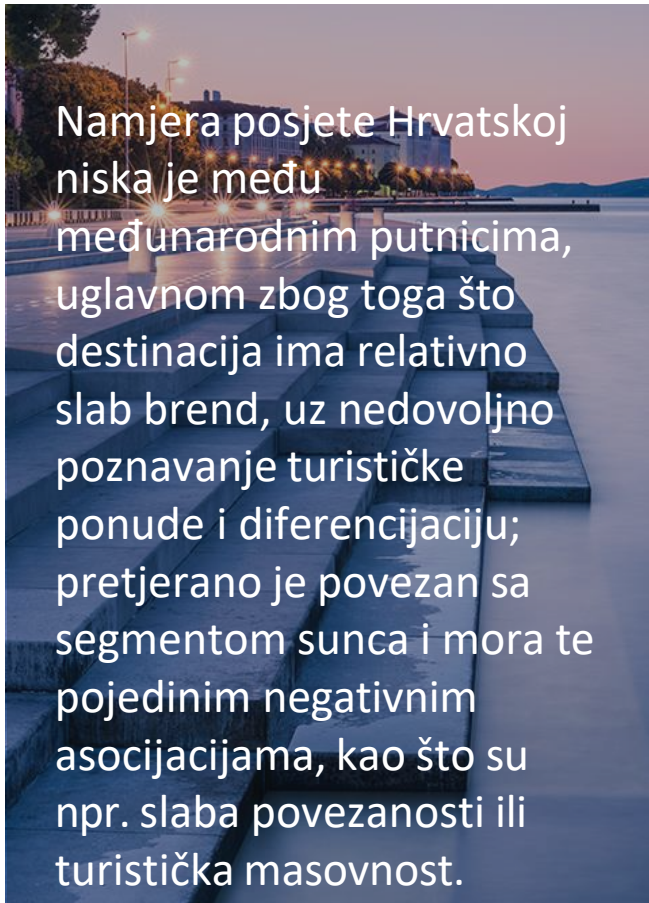 Namjera posjete Hrvatskoj
niska je među
međunarodnim putnicima,
uglavnom zbog toga što
destinacija ima relativno
slab brend, uz nedovoljno
poznavanje turističke
ponude i diferencijaciju;
pretjerano je povezan sa
segmentom sunca i mora te
pojedinim negativnim
asocijacijama, kao što su
npr. slaba povezanosti ili
turistička masovnost.